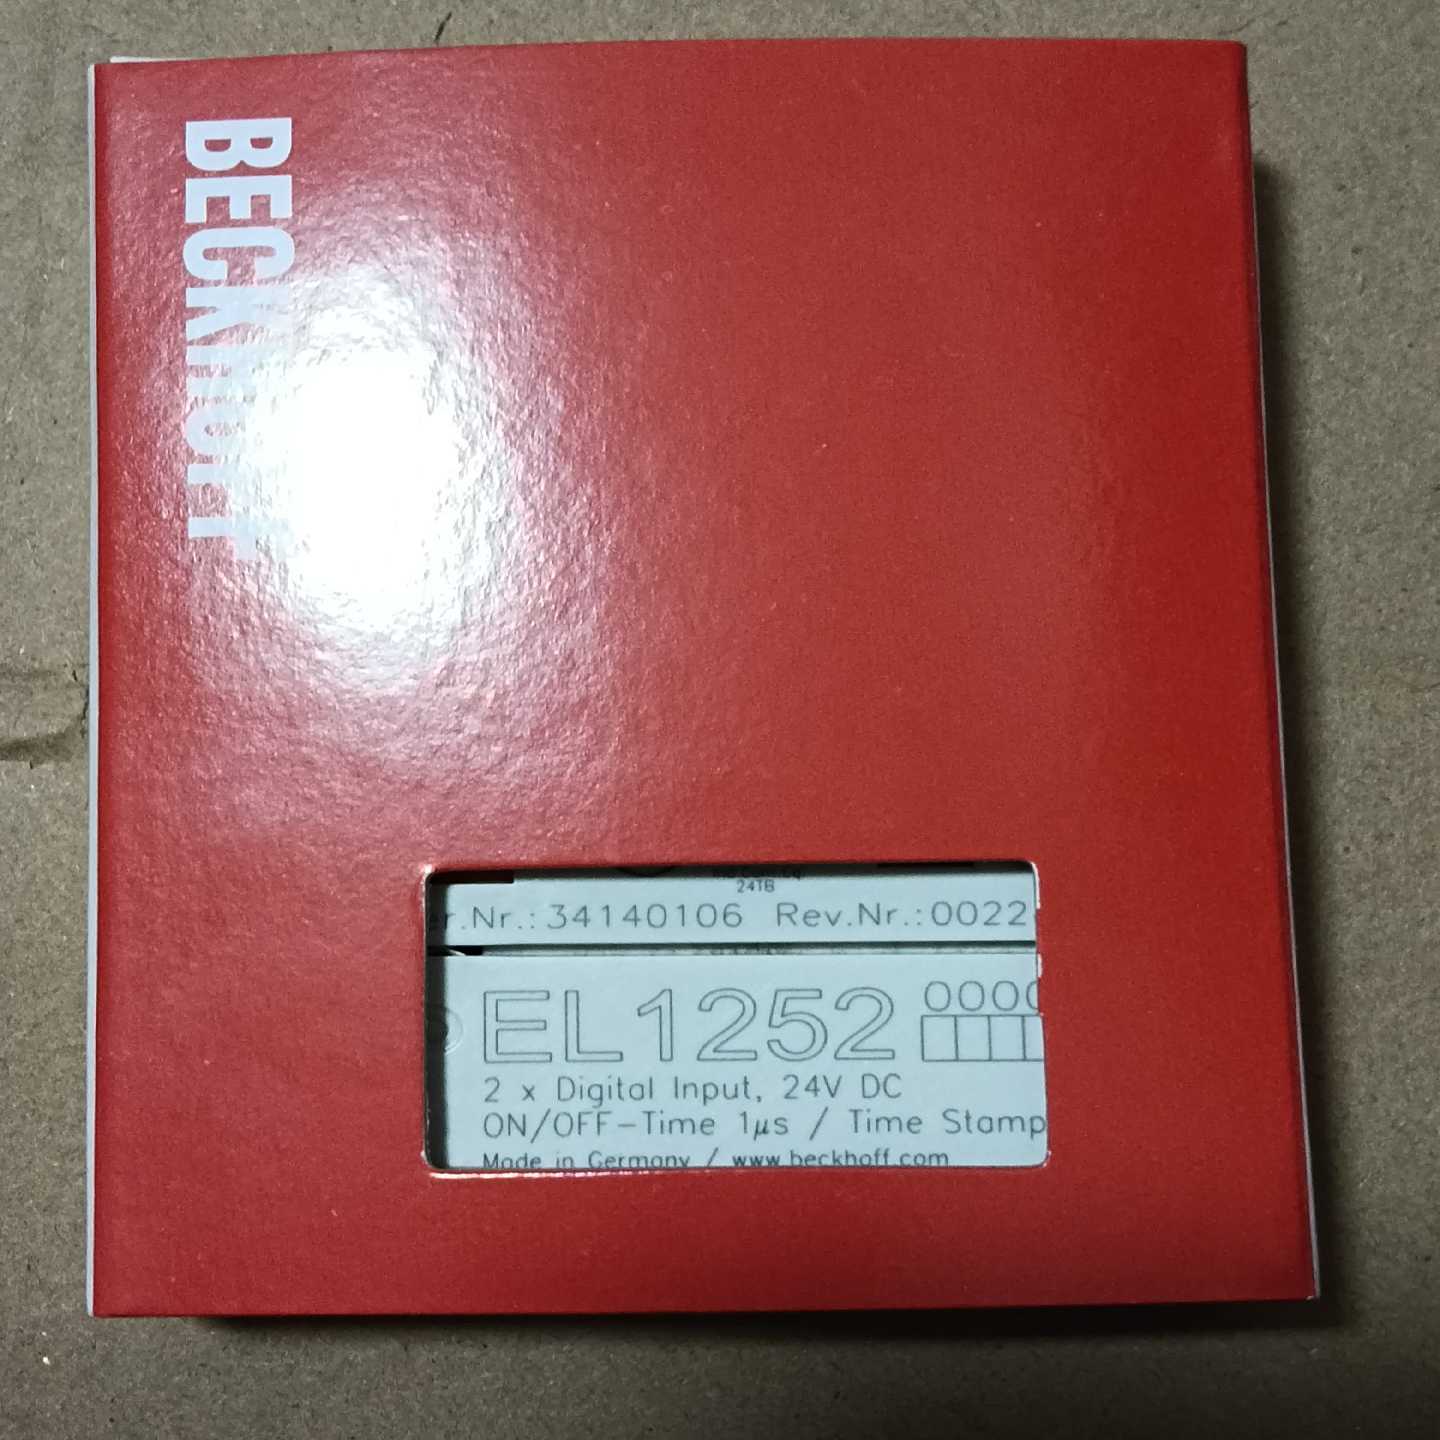 BECKHOFF
24TB
r.Nr.: 34140106 Rev.Nr.: 0022
EL1252 0000
2 x Digital Input, 24V DC
ON/OFF-Time 1µs / Time Stamp
Made in Germany / www.beckhoff.com